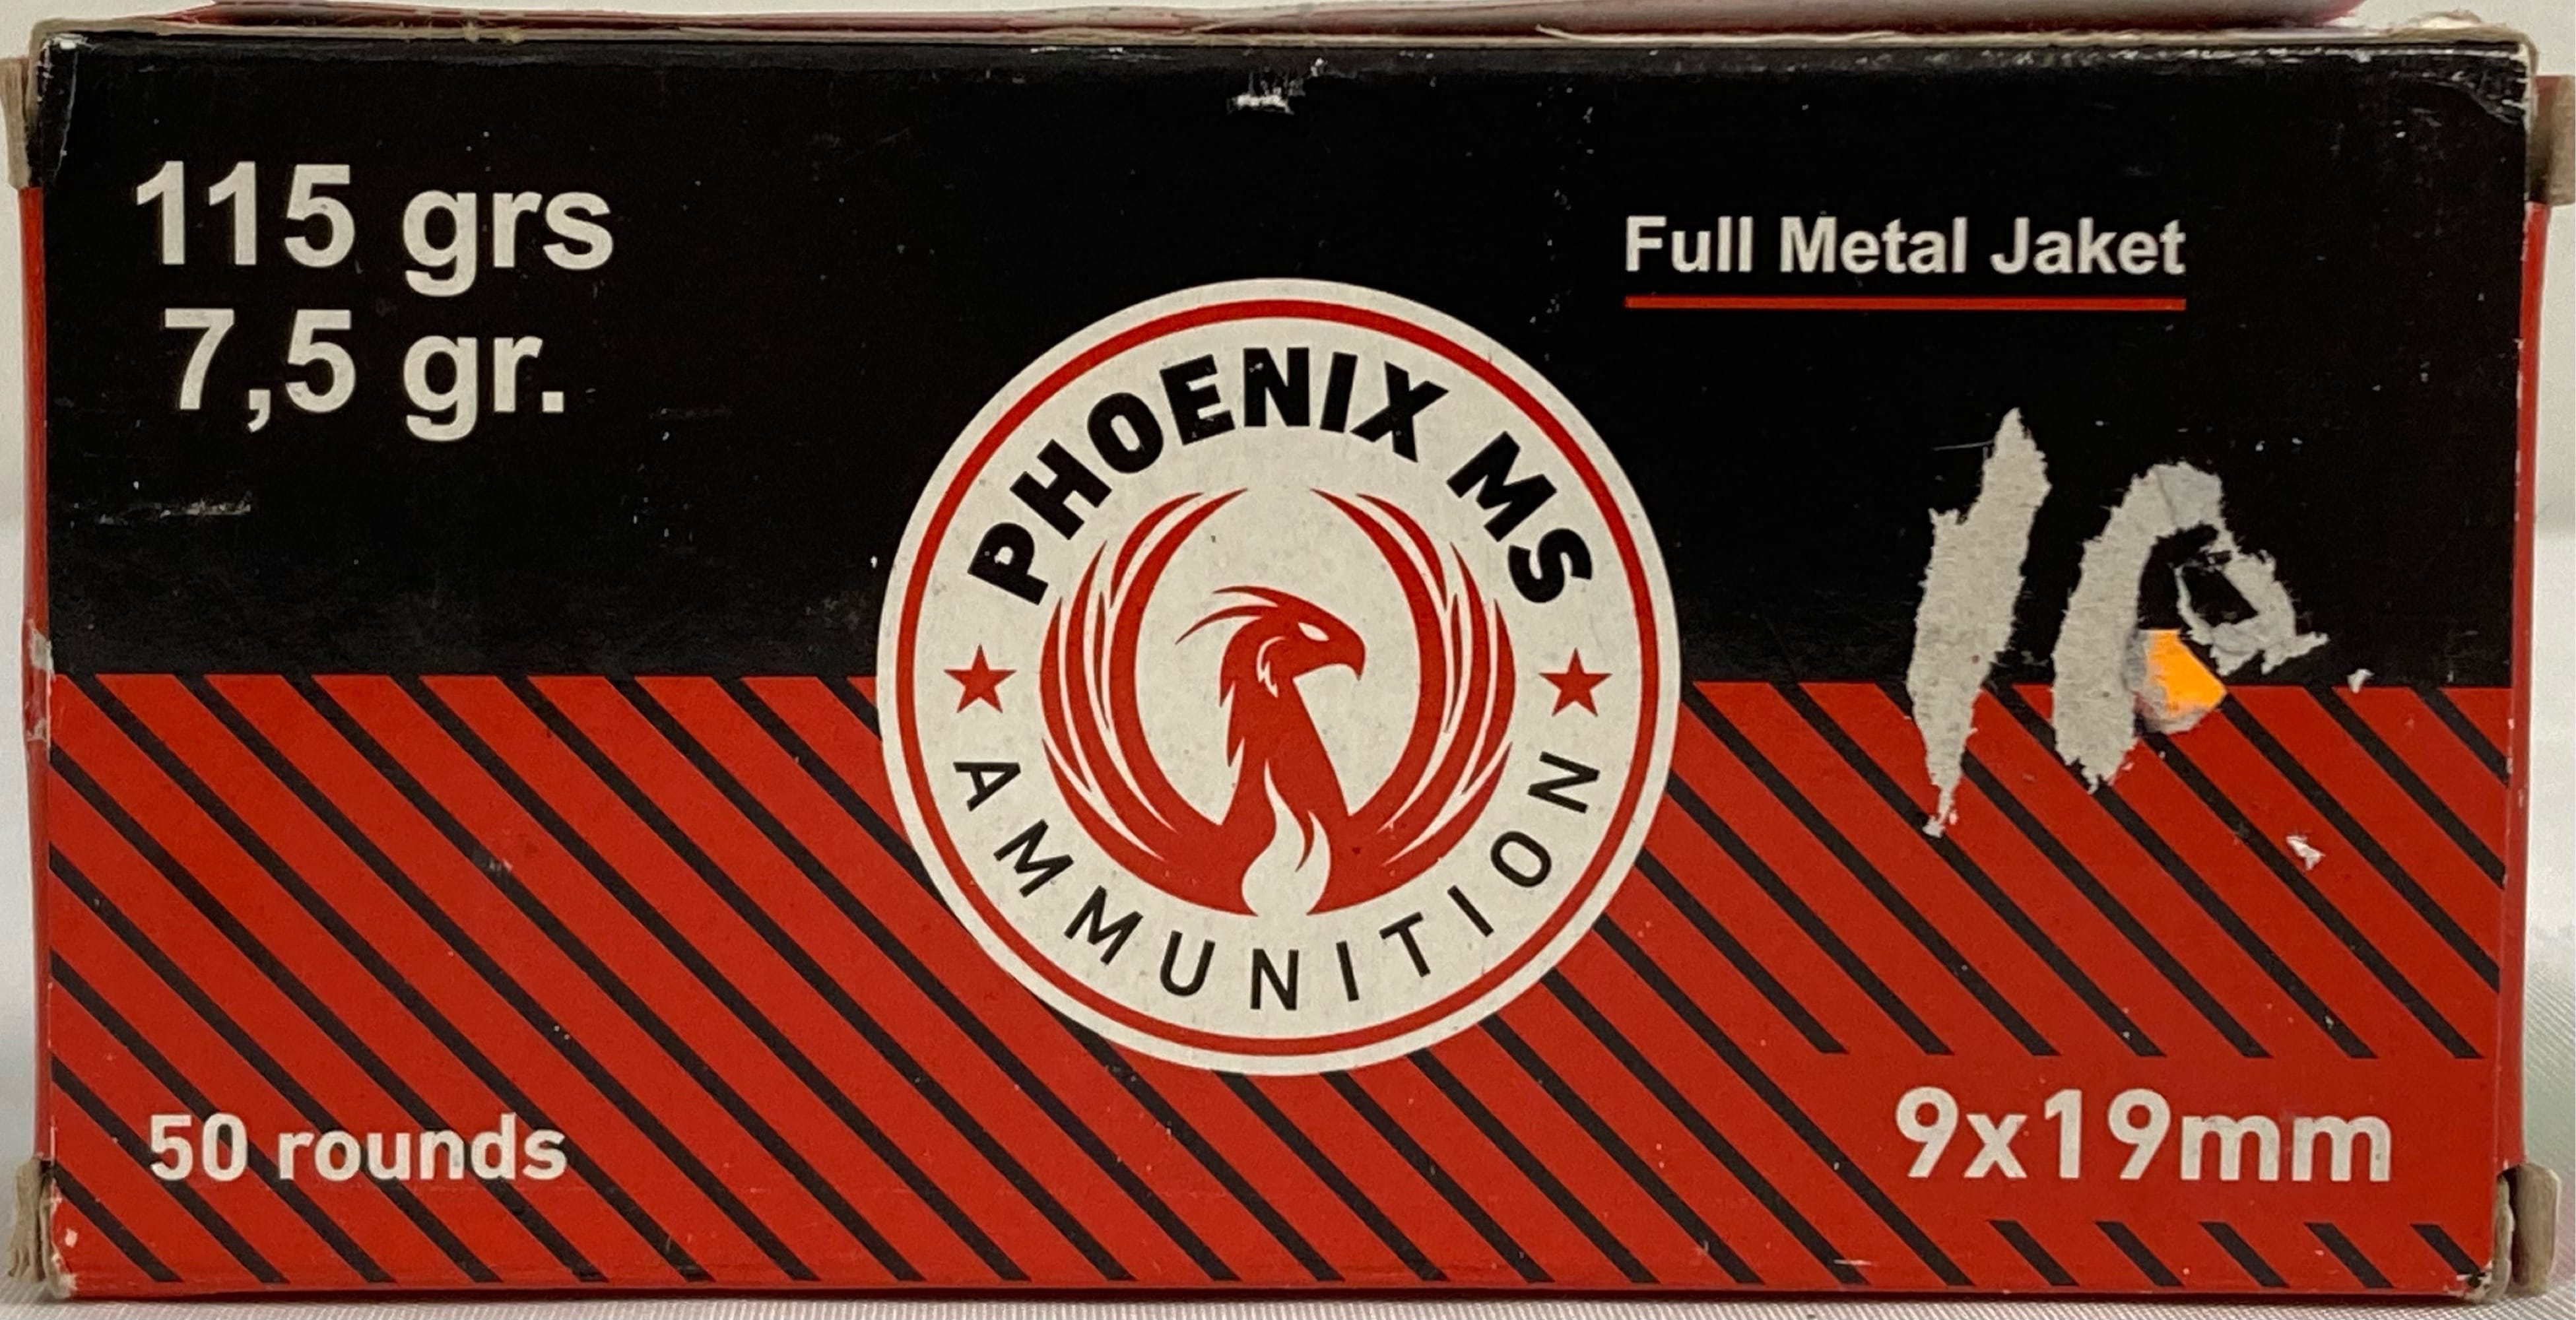 115 grs
7,5 gr.
Full Metal Jaket
PHOENIX MS
AMMUNITION
50 rounds
9x19mm